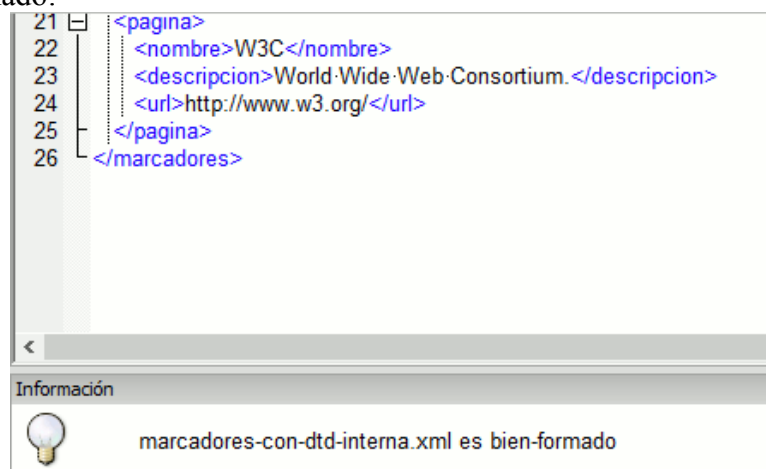 21 <pagina>
22 <nombre>W3C</nombre>
23 <descripcion>World·Wide·Web·Consortium.</descripcion>
24 <url>http://www.w3.org/</url>
25 </pagina>
26 </marcadores>
Información
marcadores-con-dtd-interna.xml es bien-formado